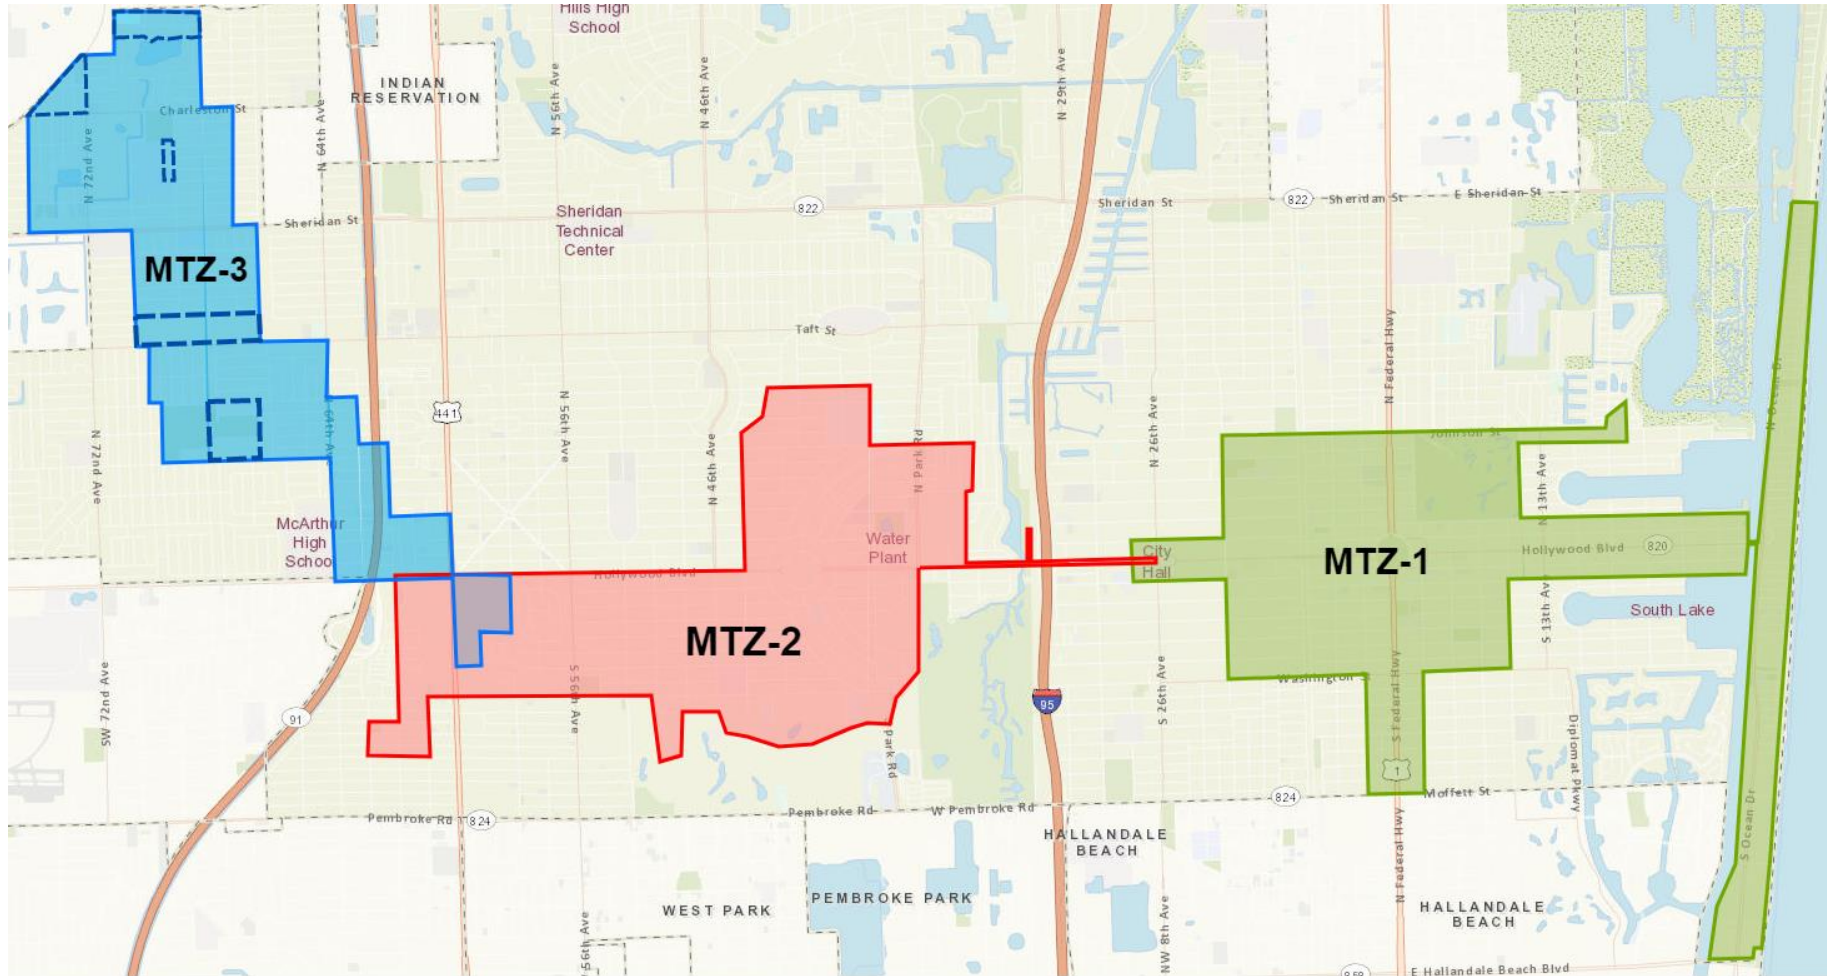 Hills High
School
INDIAN
RESERVATION
Charleston St
N 72nd Ave
N 64th Ave
N 56th Ave
N 46th Ave
N 29th Ave
Sheridan St
Sheridan
Technical
Center
822
Sheridan St
822
Sheridan St
E Sheridan St
MTZ-3
Taft St
N Federal Hwy
N Ocean Dr
441
N 72nd Ave
N 64th Ave
N 56th Ave
N 46th Ave
N Park Rd
N 26th Ave
Johnson St
N 13th Ave
McArthur
High
School
Water
Plant
City
Hall
MTZ-1
Hollywood Blvd
820
Hollywood Blvd
South Lake
MTZ-2
S 13th Ave
SW 72nd Ave
91
S 56th Ave
park Rd
95
S 26th Ave
Washington St
S Federal Hwy
1
Diplomat Pkwy
Pembroke Rd
824
Pembroke Rd
W Pembroke Rd
824
Moffett St
S Ocean Dr
HALLANDALE
BEACH
N Federal Hwy
WEST PARK
PEMBROKE PARK
HALLANDALE
BEACH
56th Ave
NW 8th Ave
E Hallandale Beach Blvd